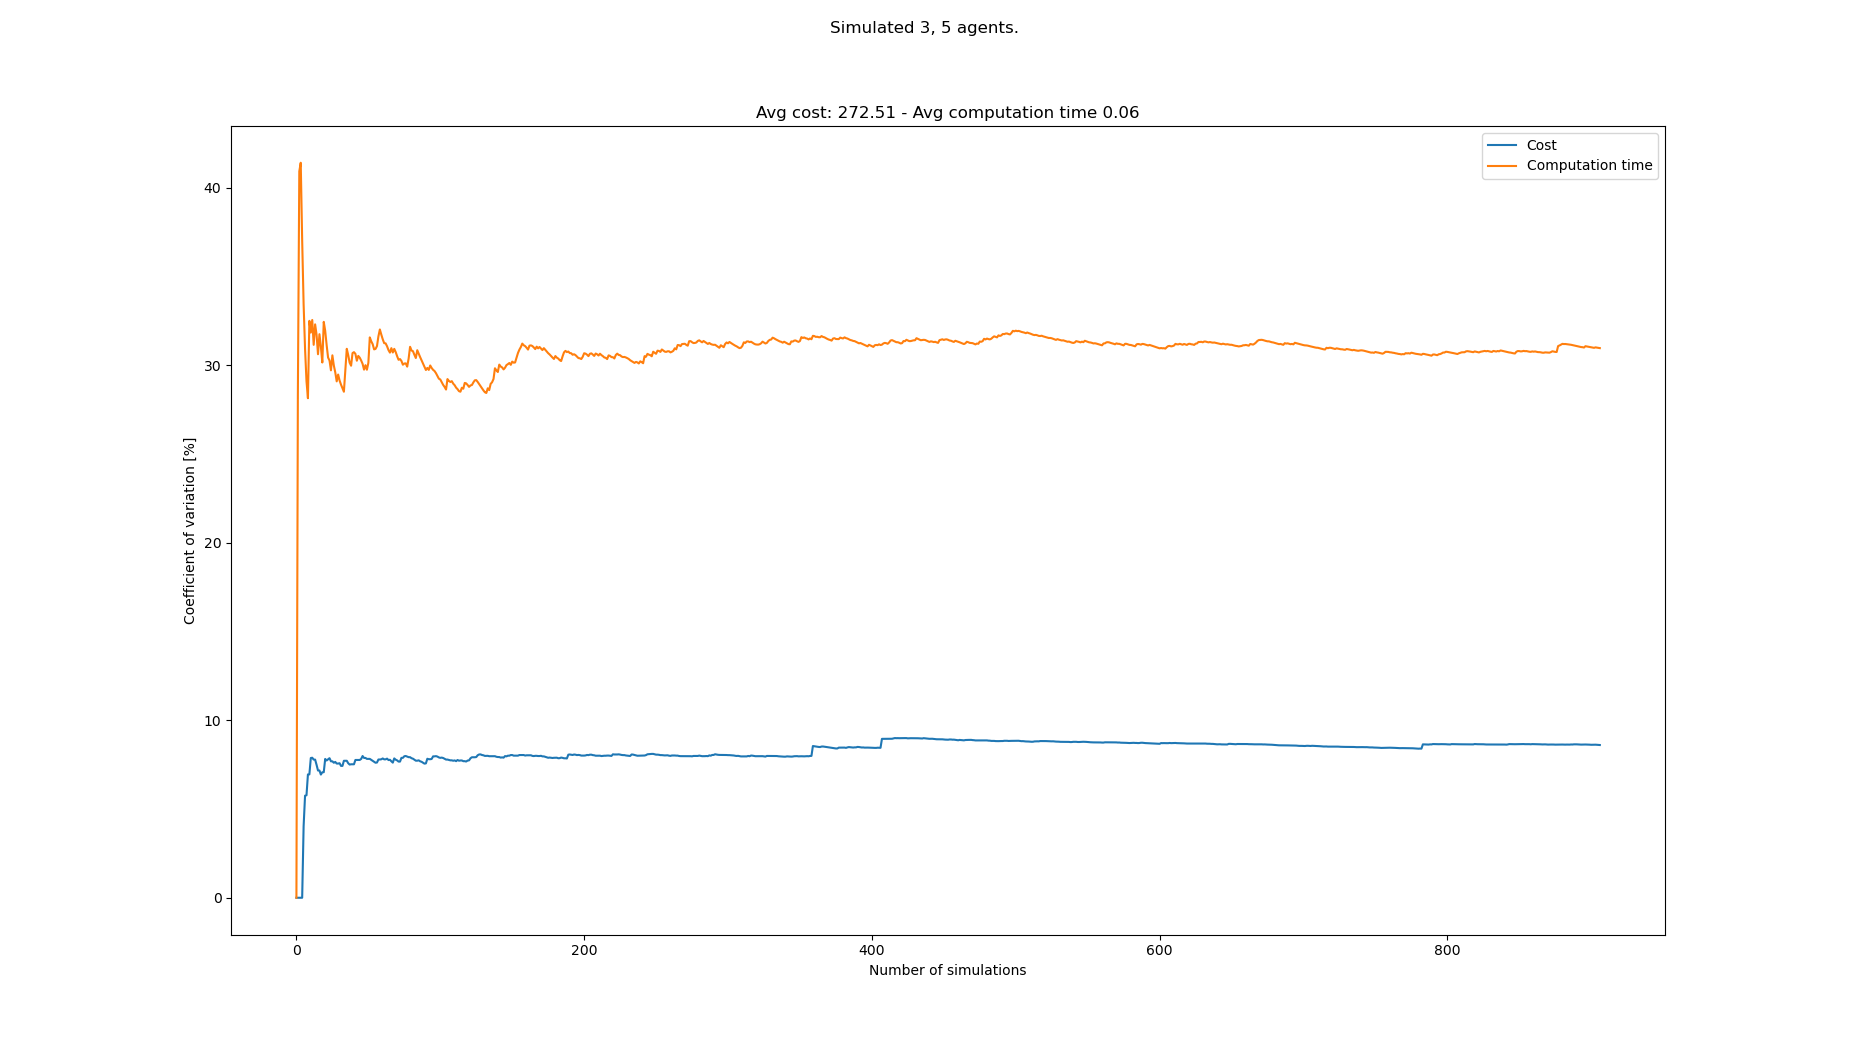 Simulated 3, 5 agents.
Avg cost: 272.51 - Avg computation time 0.06
Cost
Computation time
40
30
20
10
0
Coefficient of variation [%]
0 200 400 600 800
Number of simulations